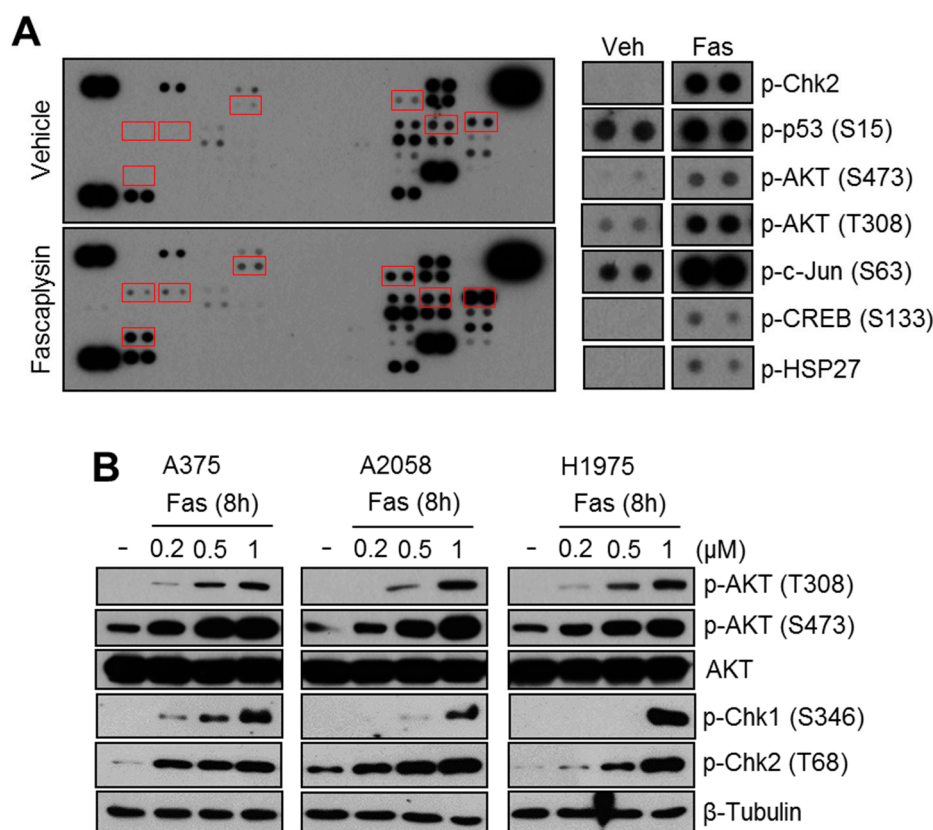 A
Vehicle
Fascaplysin
Veh Fas
p-Chk2
p-p53 (S15)
p-AKT (S473)
p-AKT (T308)
p-c-Jun (S63)
p-CREB (S133)
p-HSP27
B
A375 A2058 H1975
Fas (8h) Fas (8h) Fas (8h)
- 0.2 0.5 1 - 0.2 0.5 1 - 0.2 0.5 1 (µM)
p-AKT (T308)
p-AKT (S473)
AKT
p-Chk1 (S346)
p-Chk2 (T68)
β-Tubulin